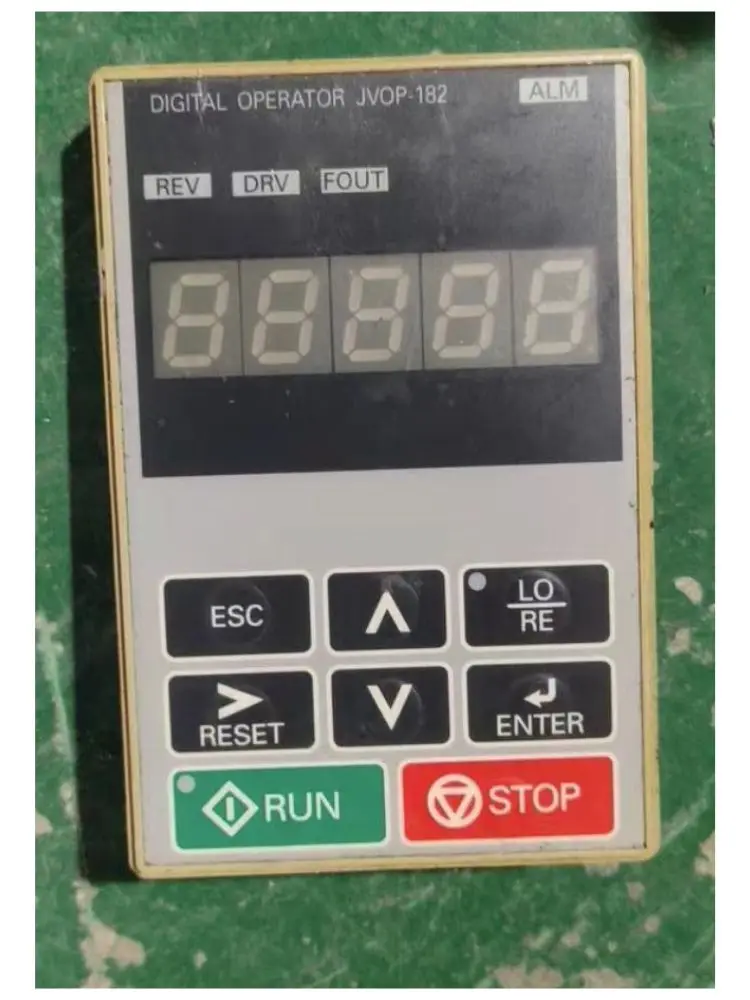 DIGITAL OPERATOR JVOP-182 ALM
REV DRV FOUT
ESC
LO
RE
RESET
ENTER
RUN
STOP